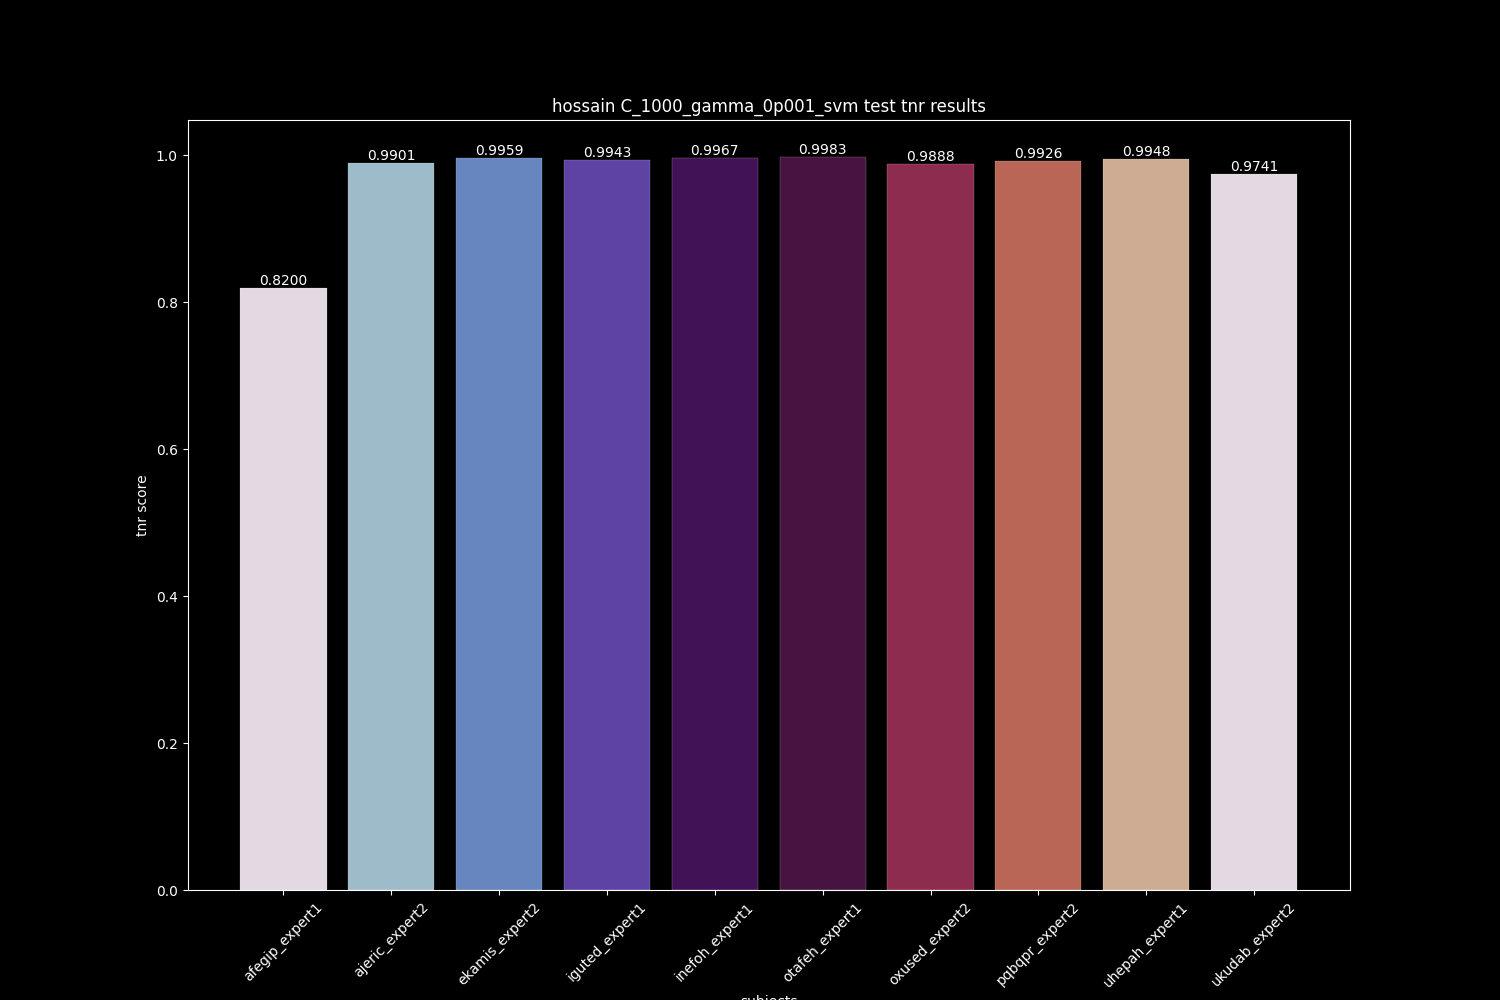 hossain C_1000_gamma_0p001_svm test tnr results
0.8200
0.9901
0.9959
0.9943
0.9967
0.9983
0.9888
0.9926
0.9948
0.9741
1.0
0.8
0.6
0.4
0.2
0.0
tnr score
afegip_expert1
ajeric_expert2
ekamis_expert2
iguted_expert1
inefoh_expert1
otafeh_expert1
oxused_expert2
pqbqpr_expert2
uhepah_expert1
ukudab_expert2
subjects